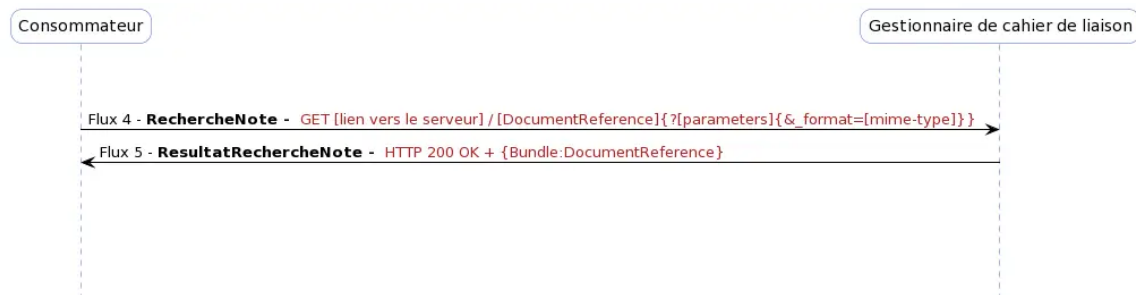 Consommateur
Gestionnaire de cahier de liaison
Flux 4 - RechercheNote - GET [lien vers le serveur] / [DocumentReference]{?[parameters]{&_format=[mime-type]}}
Flux 5 - ResultatRechercheNote - HTTP 200 OK + {Bundle:DocumentReference}